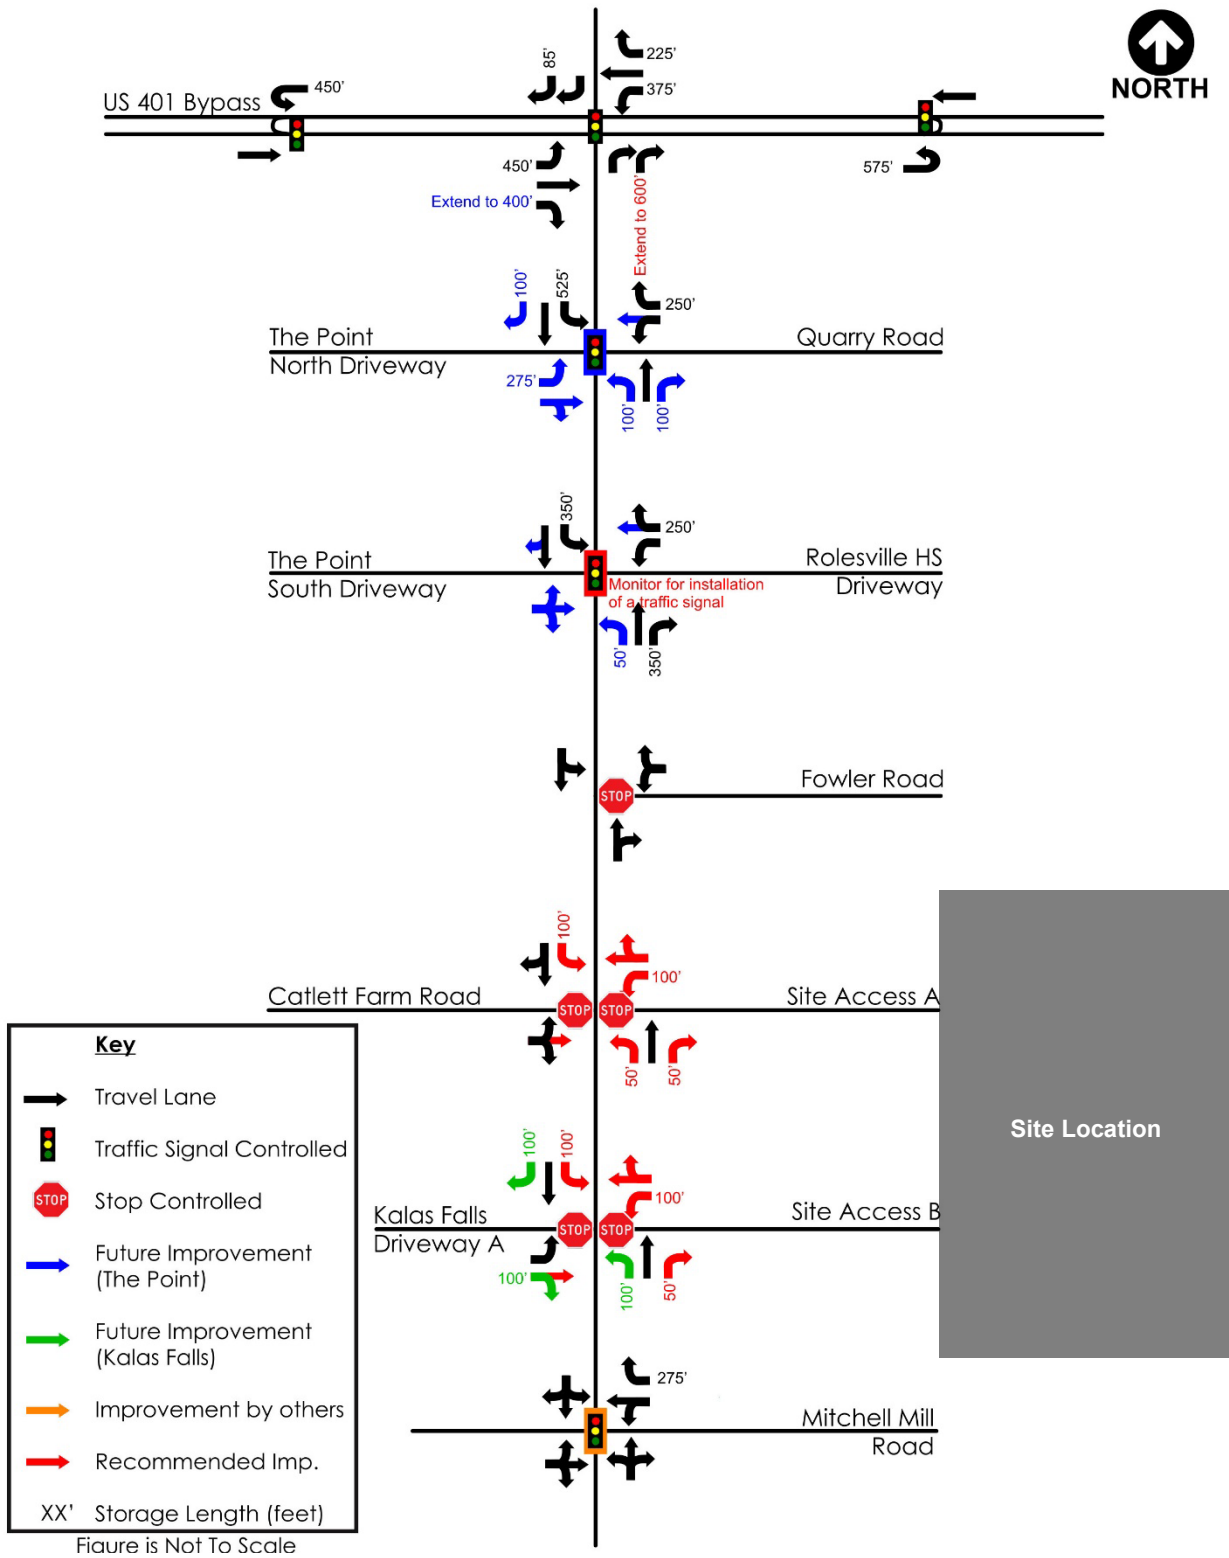 NORTH
85'
225'
375'
US 401 Bypass
450'
450'
Extend to 400'
Extend to 600'
575'
100'
525'
250'
The Point
North Driveway
Quarry Road
275'
100'
100'
350'
250'
The Point
South Driveway
Rolesville HS
Driveway
Monitor for installation
of a traffic signal
50'
350'
Fowler Road
STOP
100'
100'
Catlett Farm Road
STOP
STOP
Site Access A
50'
50'
Site Location
100'
100'
100'
Kalas Falls
Driveway A
STOP
STOP
Site Access B
100'
100'
50'
275'
Mitchell Mill
Road
Key
Travel Lane
Traffic Signal Controlled
STOP
Stop Controlled
Future Improvement
(The Point)
Future Improvement
(Kalas Falls)
Improvement by others
Recommended Imp.
XX' Storage Length (feet)
Figure is Not To Scale